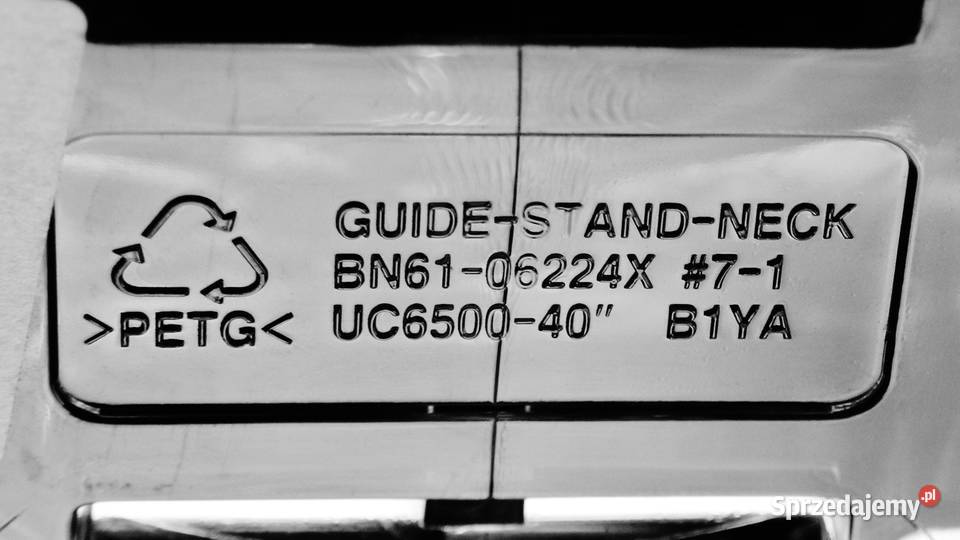 GUIDE-STAND-NECK
BN61-06224X #7-1
UC6500-40" B1YA
>PETG<
Sprzedajemy.pl